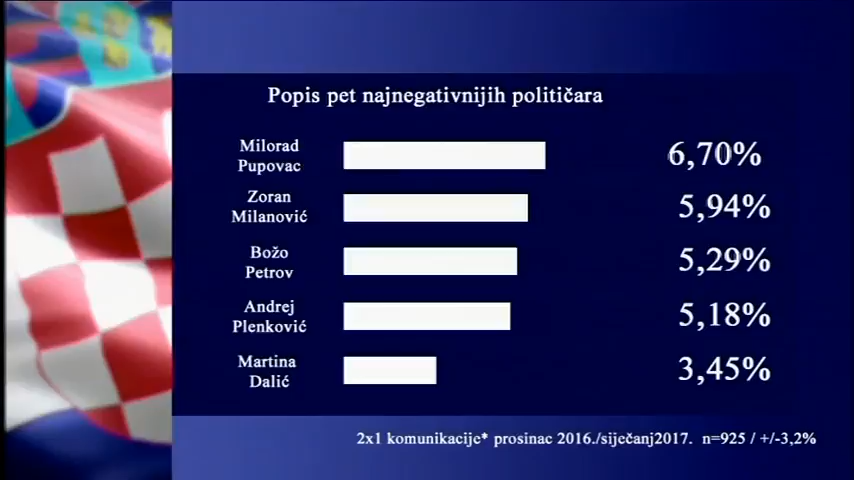 Popis pet najnegativnijih političara
Milorad
Pupovac
6,70%
Zoran
Milanović
5,94%
Božo
Petrov
5,29%
Andrej
Plenković
5,18%
Martina
Dalić
3,45%
2x1 komunikacije* prosinac 2016./siječanj2017. n=925 / +/-3,2%